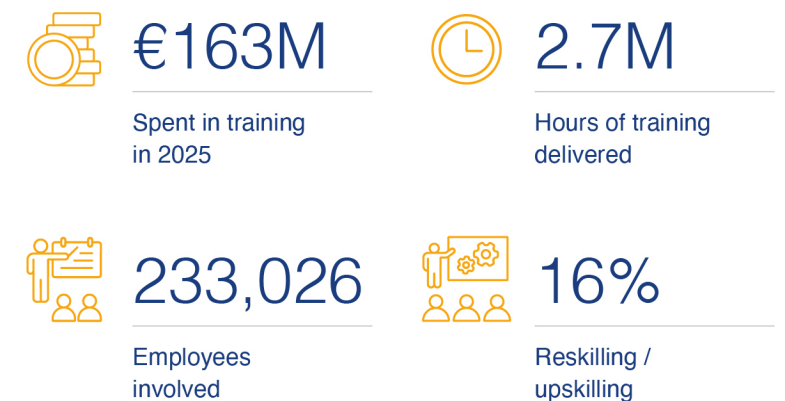 €163M
Spent in training
in 2025
2.7M
Hours of training
delivered
233,026
Employees
involved
16%
Reskilling /
upskilling